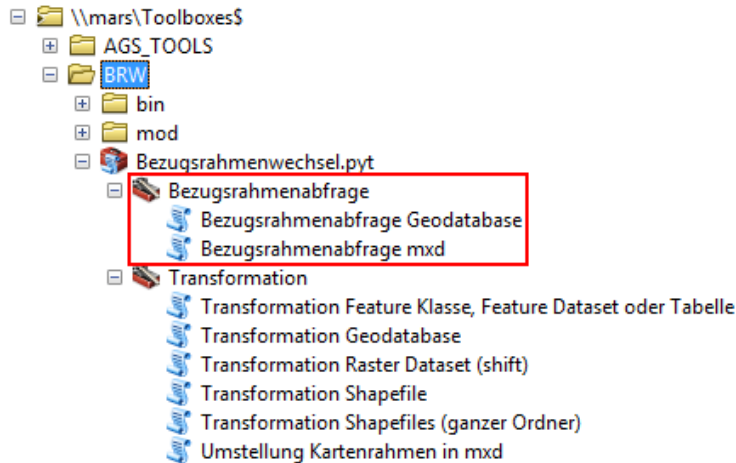 \\mars\Toolboxes$
AGS_TOOLS
BRW
bin
mod
Bezugsrahmenwechsel.pyt
Bezugsrahmenabfrage
Bezugsrahmenabfrage Geodatabase
Bezugsrahmenabfrage mxd
Transformation
Transformation Feature Klasse, Feature Dataset oder Tabelle
Transformation Geodatabase
Transformation Raster Dataset (shift)
Transformation Shapefile
Transformation Shapefiles (ganzer Ordner)
Umstellung Kartenrahmen in mxd